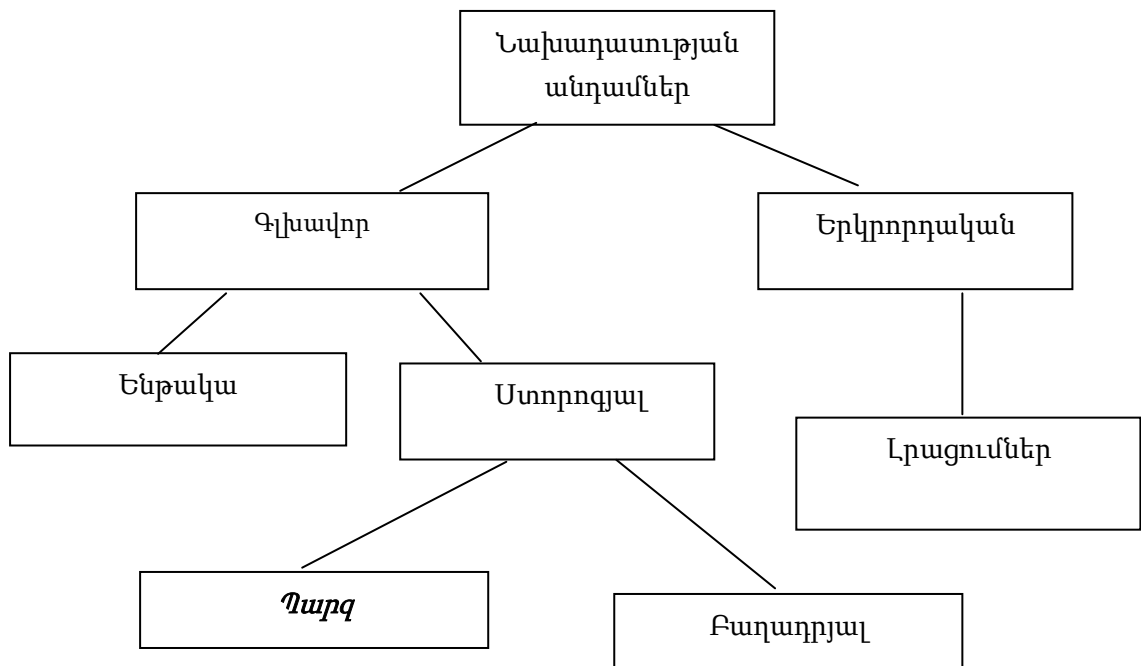 Նախադասության
անդամներ
Գլխավոր
Երկրորդական
Ենթակա
Ստորոգյալ
Լրացումներ
Պարզ
Բաղադրյալ